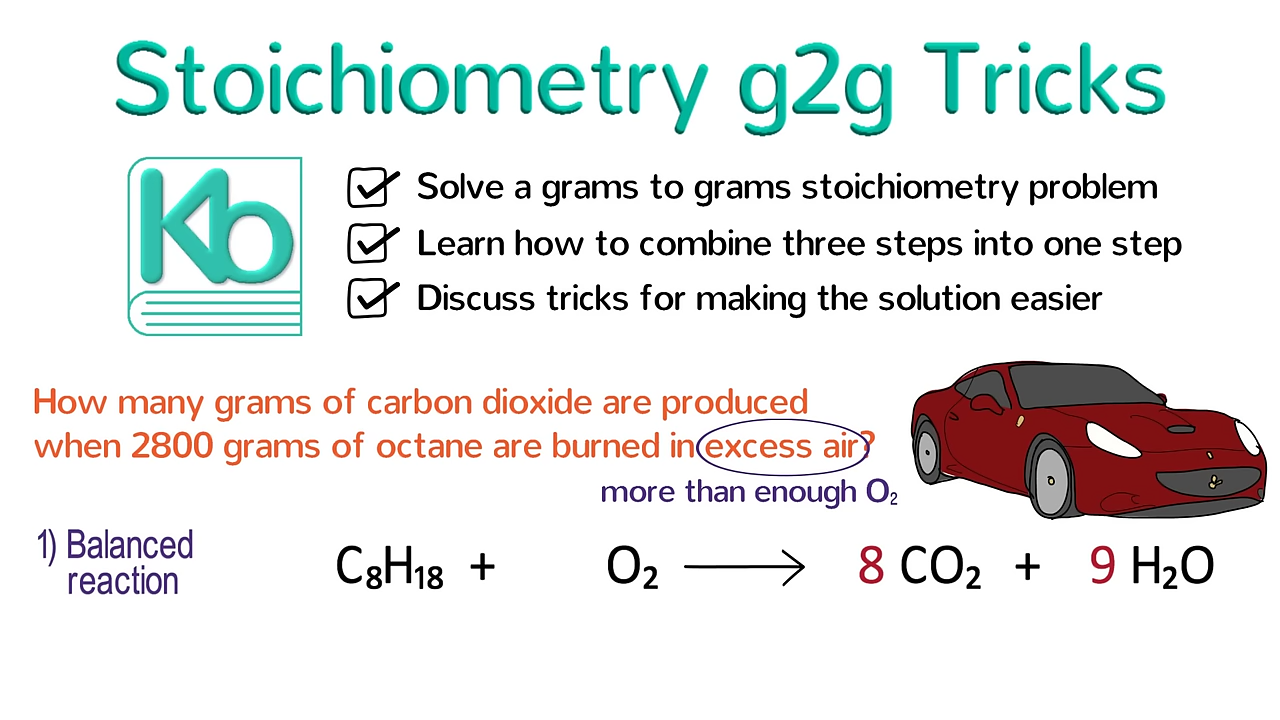 Stoichiometry g2g Tricks
Kb
Solve a grams to grams stoichiometry problem
Learn how to combine three steps into one step
Discuss tricks for making the solution easier
How many grams of carbon dioxide are produced
when 2800 grams of octane are burned in excess air?
more than enough O₂
1) Balanced
reaction
C₈H₁₈ + O₂ ⟶ 8 CO₂ + 9 H₂O